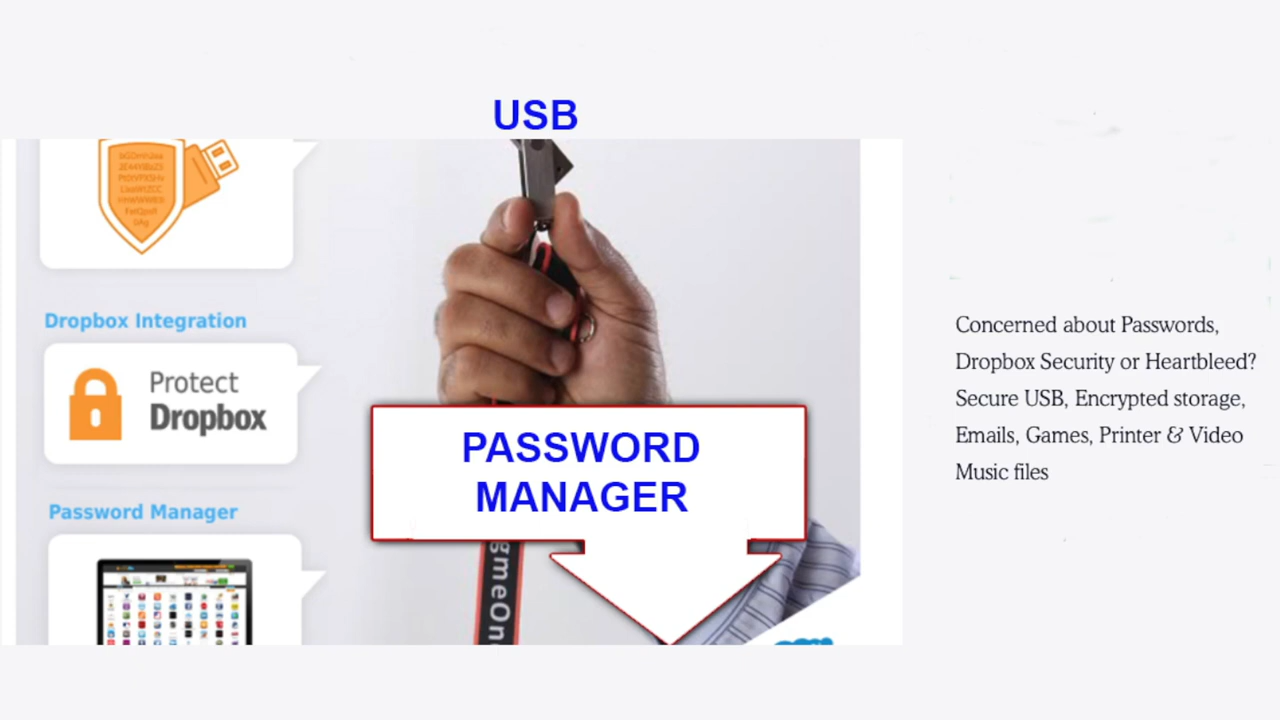 USB
Dropbox Integration
Protect
Dropbox
Password Manager
PASSWORD
MANAGER
gmeOn
Concerned about Passwords,
Dropbox Security or Heartbleed?
Secure USB, Encrypted storage,
Emails, Games, Printer & Video
Music files